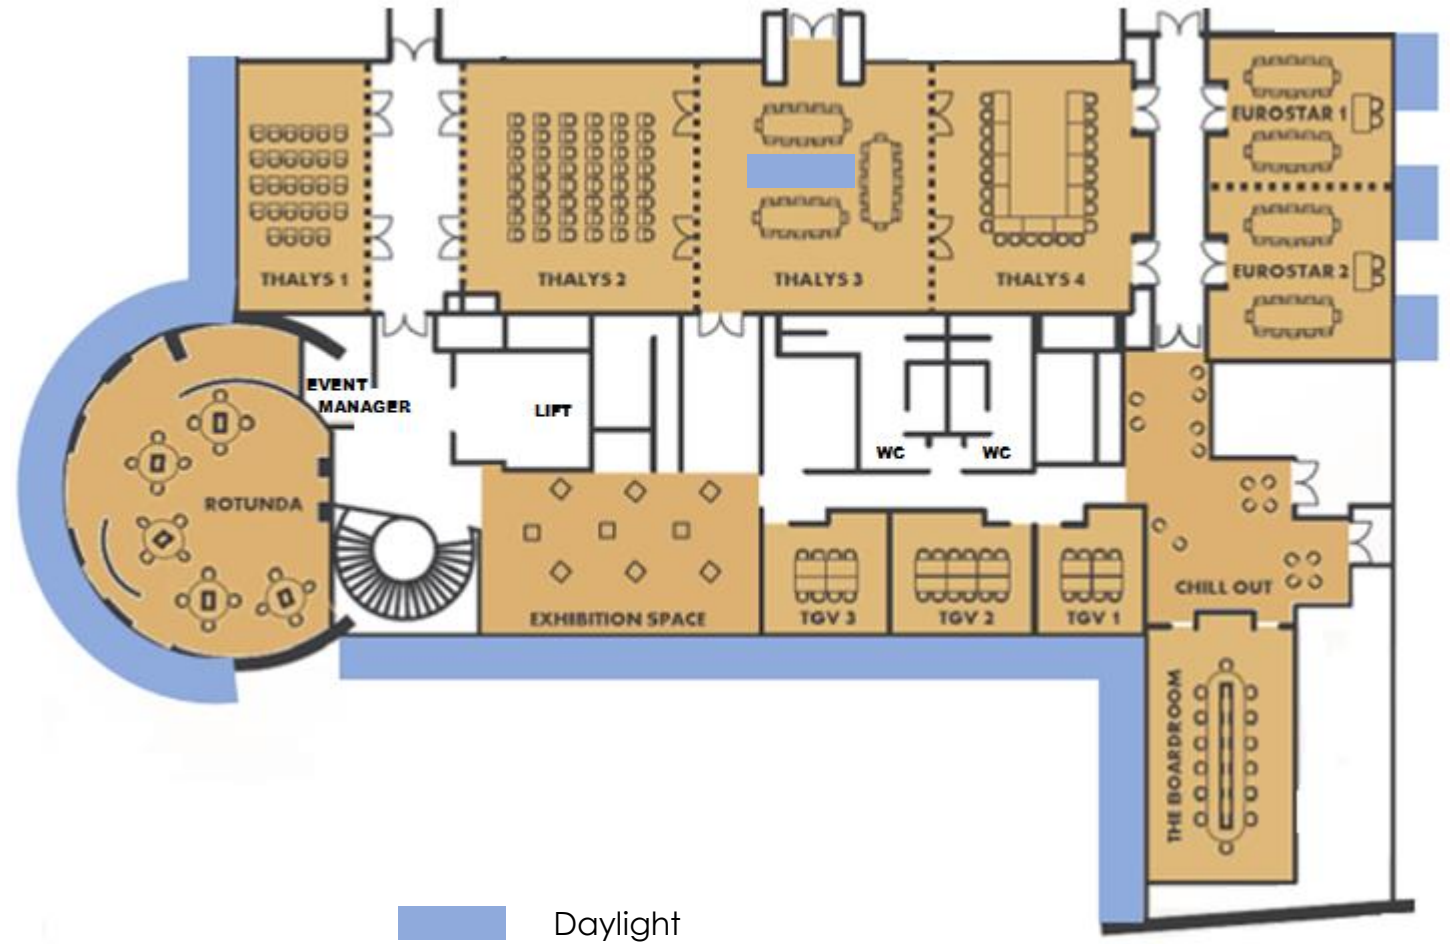 EUROSTAR 1
THALYS 1
THALYS 2
THALYS 3
THALYS 4
EUROSTAR 2
EVENT
MANAGER
LIFT
WC
WC
ROTUNDA
EXHIBITION SPACE
TGV 3
TGV 2
TGV 1
CHILL OUT
THE BOARDROOM
Daylight